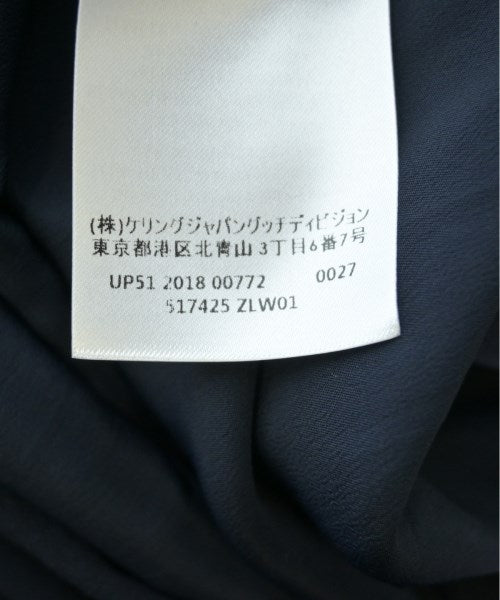 (株)ケリングジャパングッチディビジョン
東京都港区北青山3丁目6番7号
UP51 2018 00772 0027
517425 ZLW01